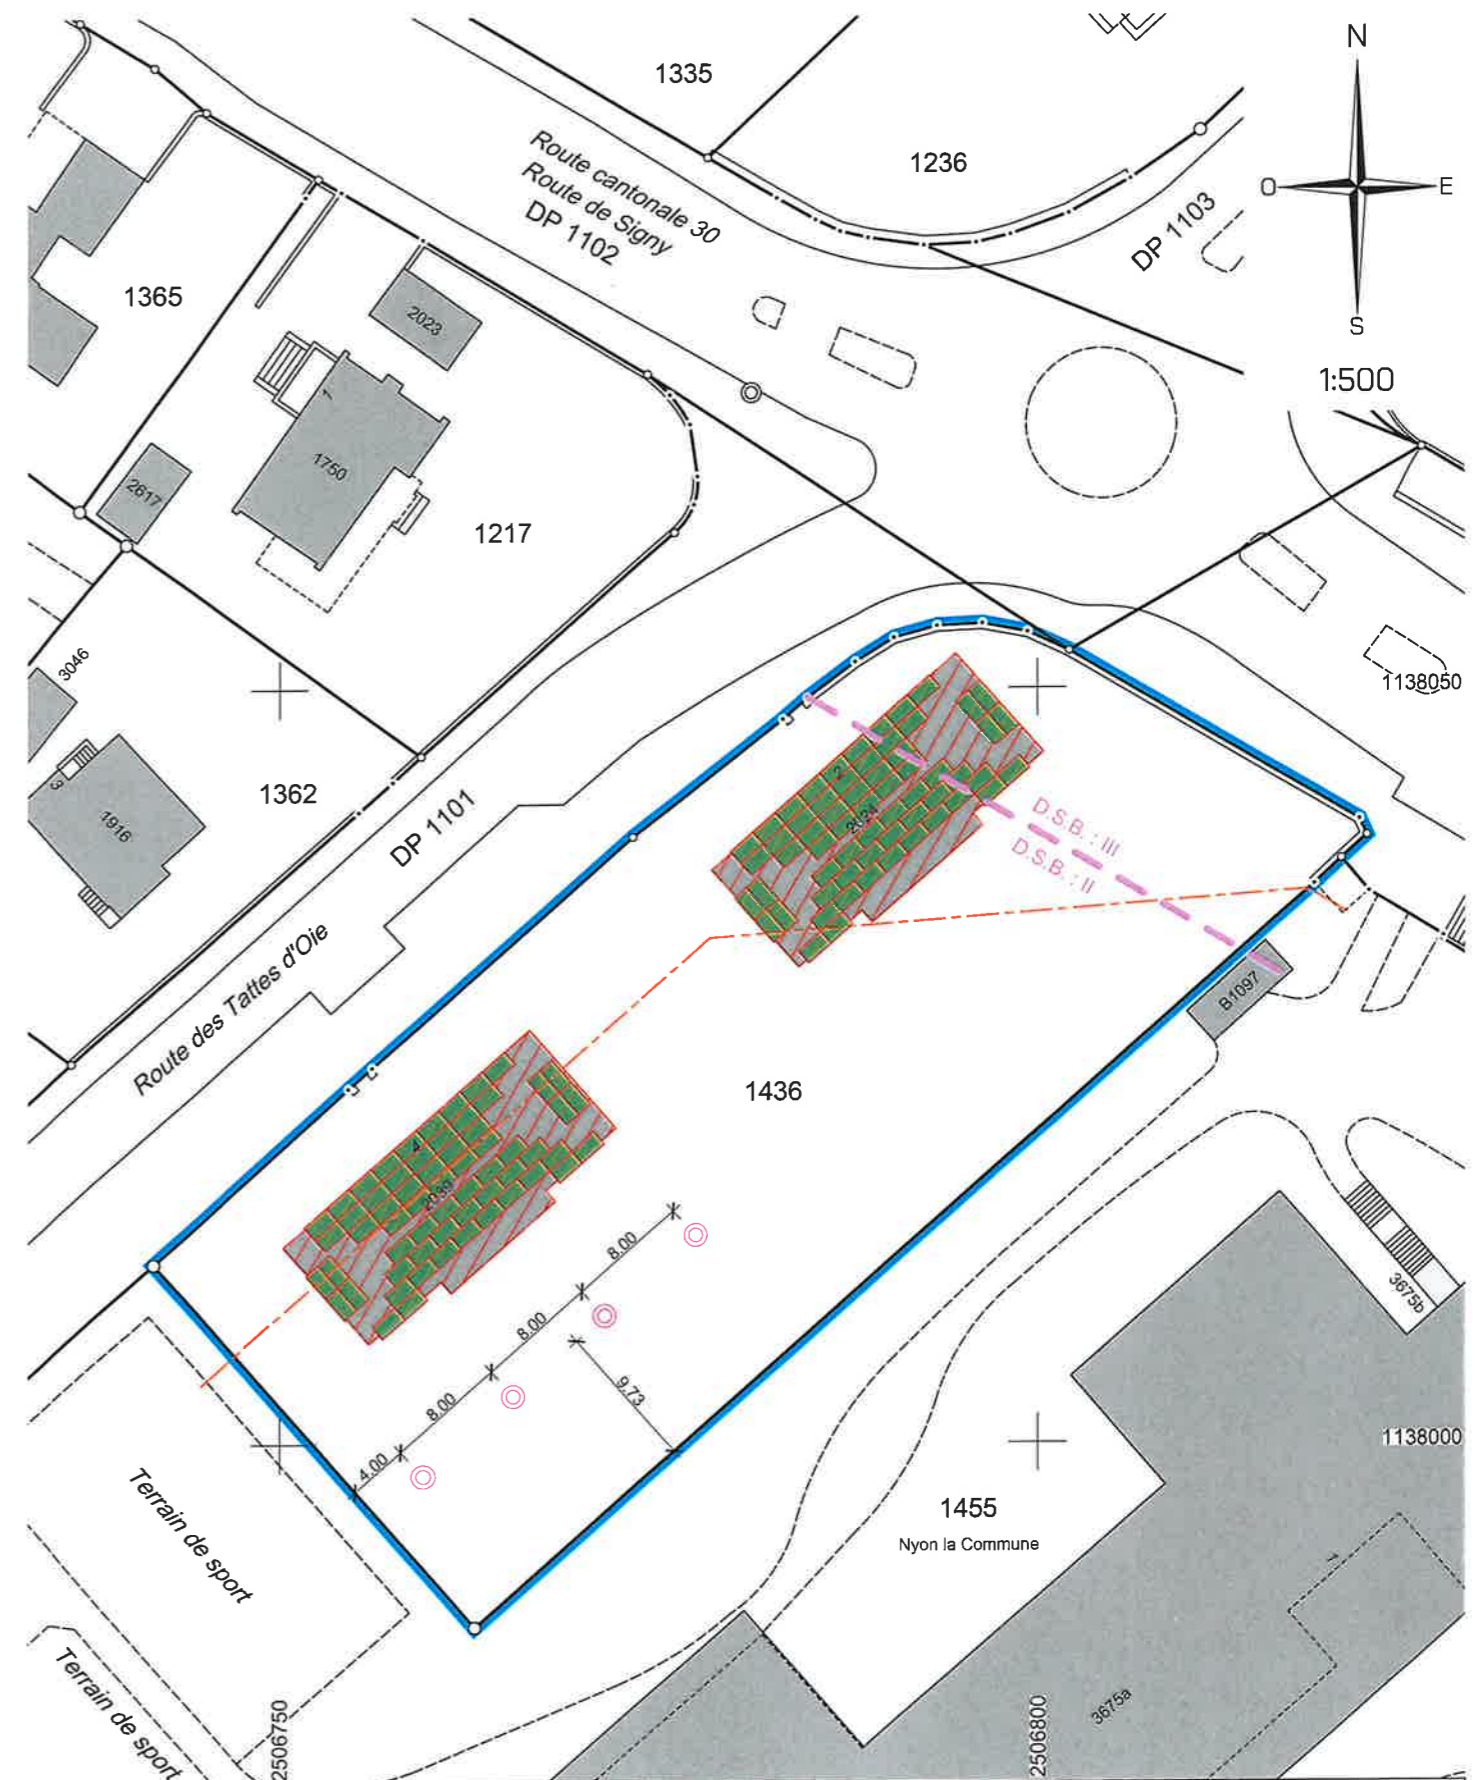 N
1335
Route cantonale 30
Route de Signy
DP 1102
1236
DP 1103
O
E
S
1:500
1365
2023
1
1750
2617
1217
3046
1138050
3
1916
1362
DP 1101
2
2024
D.S.B. : III
D.S.B. : II
Route des Tattes d'Oie
B1097
1436
4
2039
8.00
8.00
9.73
8.00
4.00
3675b
1138000
Terrain de sport
1455
Nyon la Commune
1
Terrain de sport
2506750
2506800
3675a